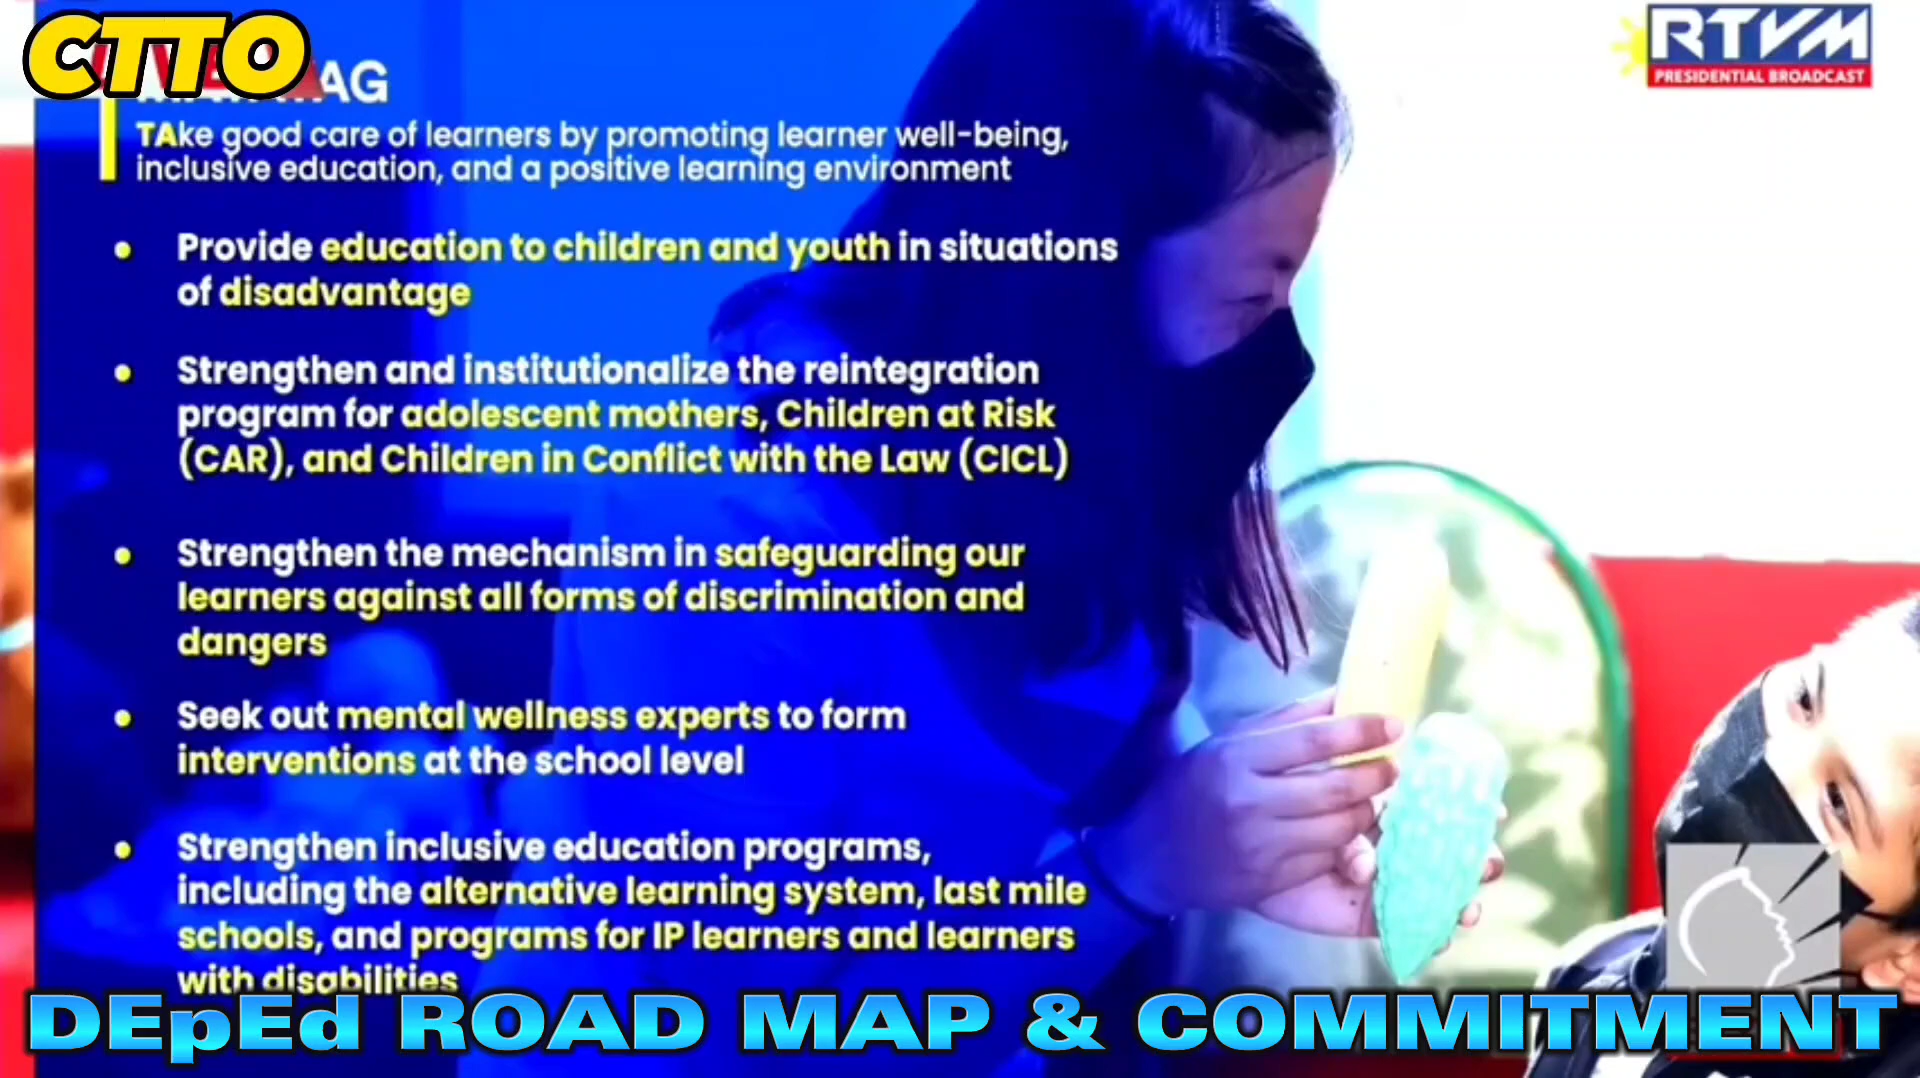 CTTO
AG
RTVM
PRESIDENTIAL BROADCAST
TAke good care of learners by promoting learner well-being,
inclusive education, and a positive learning environment
• Provide education to children and youth in situations
of disadvantage
• Strengthen and institutionalize the reintegration
program for adolescent mothers, Children at Risk
(CAR), and Children in Conflict with the Law (CICL)
• Strengthen the mechanism in safeguarding our
learners against all forms of discrimination and
dangers
• Seek out mental wellness experts to form
interventions at the school level
• Strengthen inclusive education programs,
including the alternative learning system, last mile
schools, and programs for IP learners and learners
with disabilities
DEpEd ROAD MAP & COMMITMENT